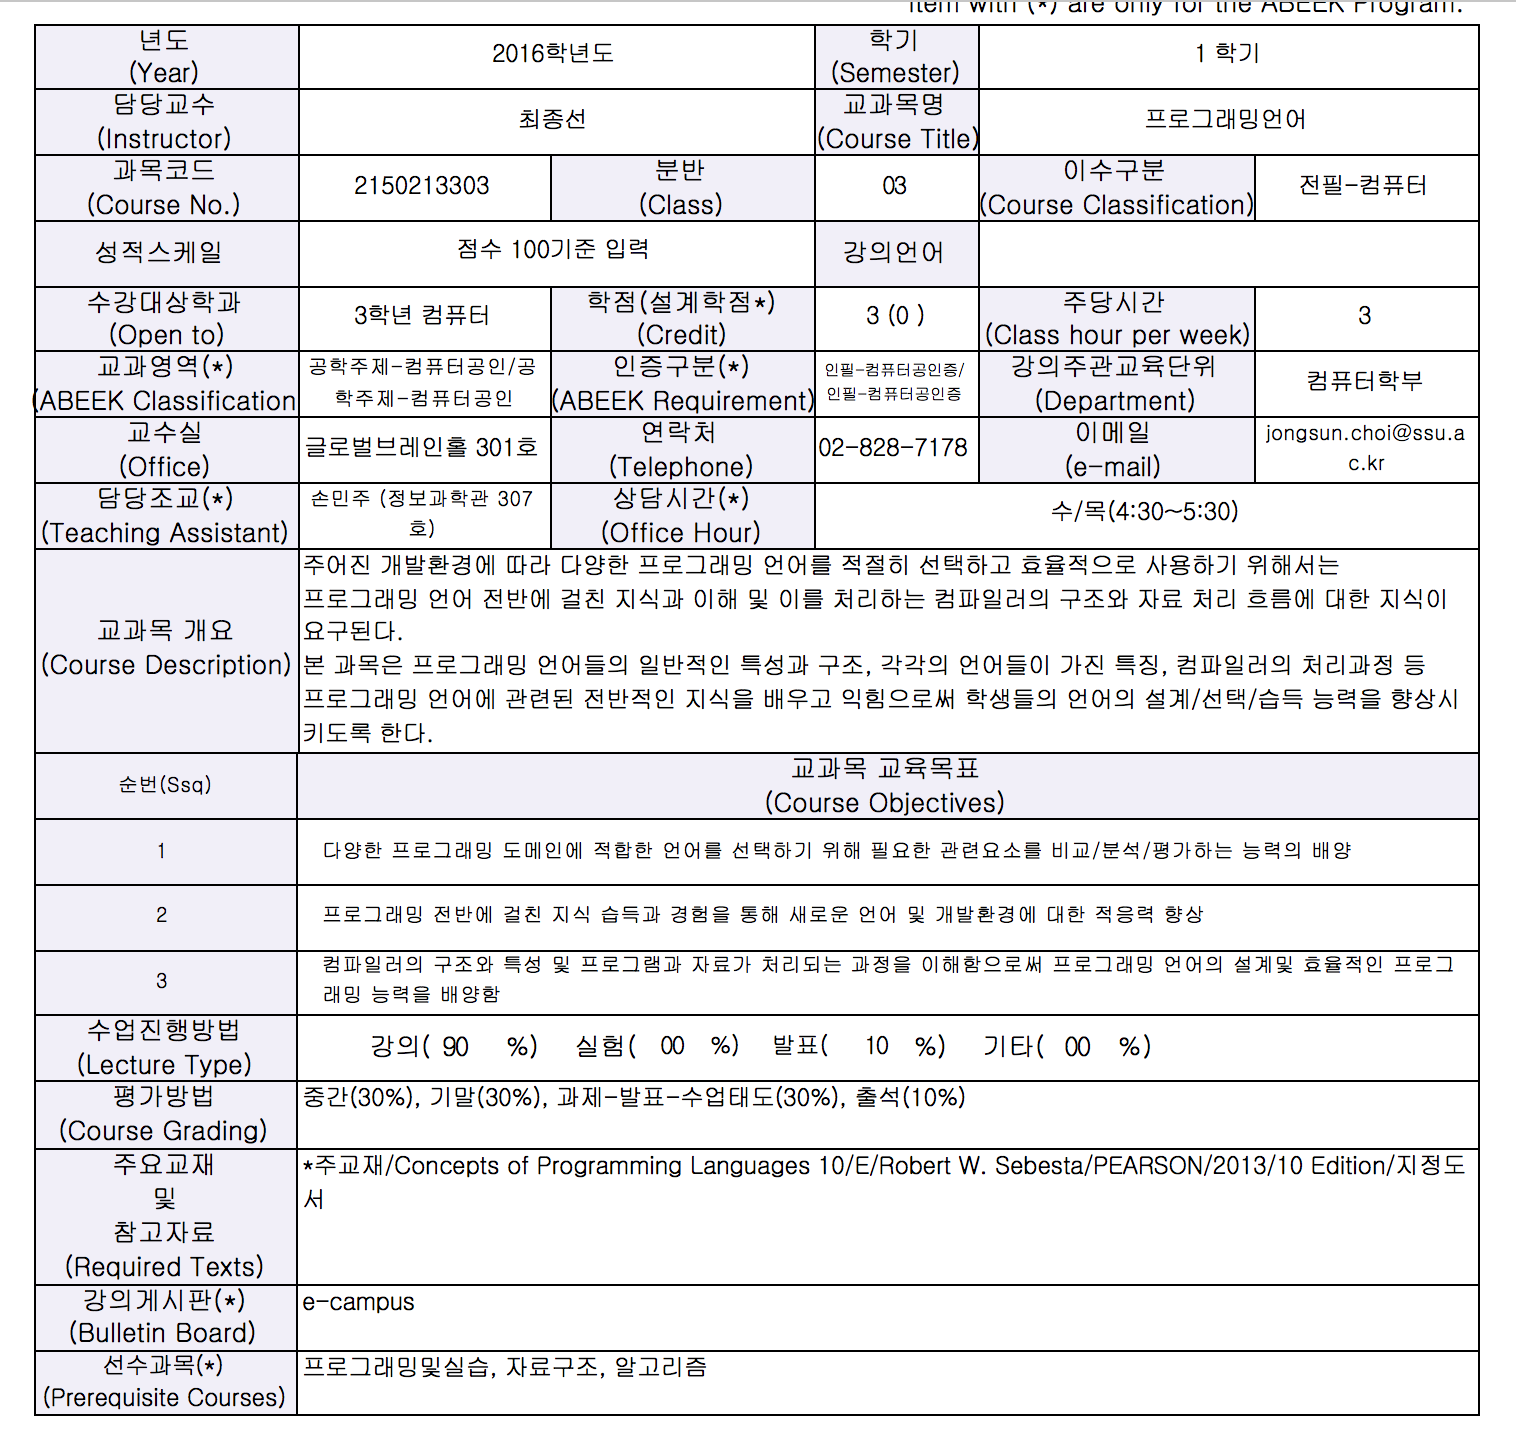 Item with (*) are only for the ABEEK Program.
년도 2016학년도 학기 1 학기
(Year) (Semester)
담당교수 최종선 교과목명 프로그래밍언어
(Instructor) (Course Title)
과목코드 2150213303 분반 03 이수구분 전필-컴퓨터
(Course No.) (Class) (Course Classification)
성적스케일 점수 100기준 입력 강의언어
수강대상학과 3학년 컴퓨터 학점(설계학점*) 3 (0 ) 주당시간 3
(Open to) (Credit) (Class hour per week)
교과영역(*) 공학주제-컴퓨터공인/공 인증구분(*) 인필-컴퓨터공인증/ 강의주관교육단위 컴퓨터학부
(ABEEK Classification 학주제-컴퓨터공인 (ABEEK Requirement) 인필-컴퓨터공인증 (Department)
교수실 글로벌브레인홀 301호 연락처 02-828-7178 이메일 jongsun.choi@ssu.a
(Office) (Telephone) (e-mail) c.kr
담당조교(*) 손민주 (정보과학관 307 상담시간(*) 수/목(4:30~5:30)
(Teaching Assistant) 호) (Office Hour)
교과목 개요
(Course Description)
주어진 개발환경에 따라 다양한 프로그래밍 언어를 적절히 선택하고 효율적으로 사용하기 위해서는
프로그래밍 언어 전반에 걸친 지식과 이해 및 이를 처리하는 컴파일러의 구조와 자료 처리 흐름에 대한 지식이
요구된다.
본 과목은 프로그래밍 언어들의 일반적인 특성과 구조, 각각의 언어들이 가진 특징, 컴파일러의 처리과정 등
프로그래밍 언어에 관련된 전반적인 지식을 배우고 익힘으로써 학생들의 언어의 설계/선택/습득 능력을 향상시
키도록 한다.
순번(Ssq) 교과목 교육목표
(Course Objectives)
1 다양한 프로그래밍 도메인에 적합한 언어를 선택하기 위해 필요한 관련요소를 비교/분석/평가하는 능력의 배양
2 프로그래밍 전반에 걸친 지식 습득과 경험을 통해 새로운 언어 및 개발환경에 대한 적응력 향상
3 컴파일러의 구조와 특성 및 프로그램과 자료가 처리되는 과정을 이해함으로써 프로그래밍 언어의 설계및 효율적인 프로그
래밍 능력을 배양함
수업진행방법 강의( 90 %) 실험( 00 %) 발표( 10 %) 기타( 00 %)
(Lecture Type)
평가방법 중간(30%), 기말(30%), 과제-발표-수업태도(30%), 출석(10%)
(Course Grading)
주요교재 *주교재/Concepts of Programming Languages 10/E/Robert W. Sebesta/PEARSON/2013/10 Edition/지정도
및 서
참고자료
(Required Texts)
강의게시판(*) e-campus
(Bulletin Board)
선수과목(*) 프로그래밍및실습, 자료구조, 알고리즘
(Prerequisite Courses)